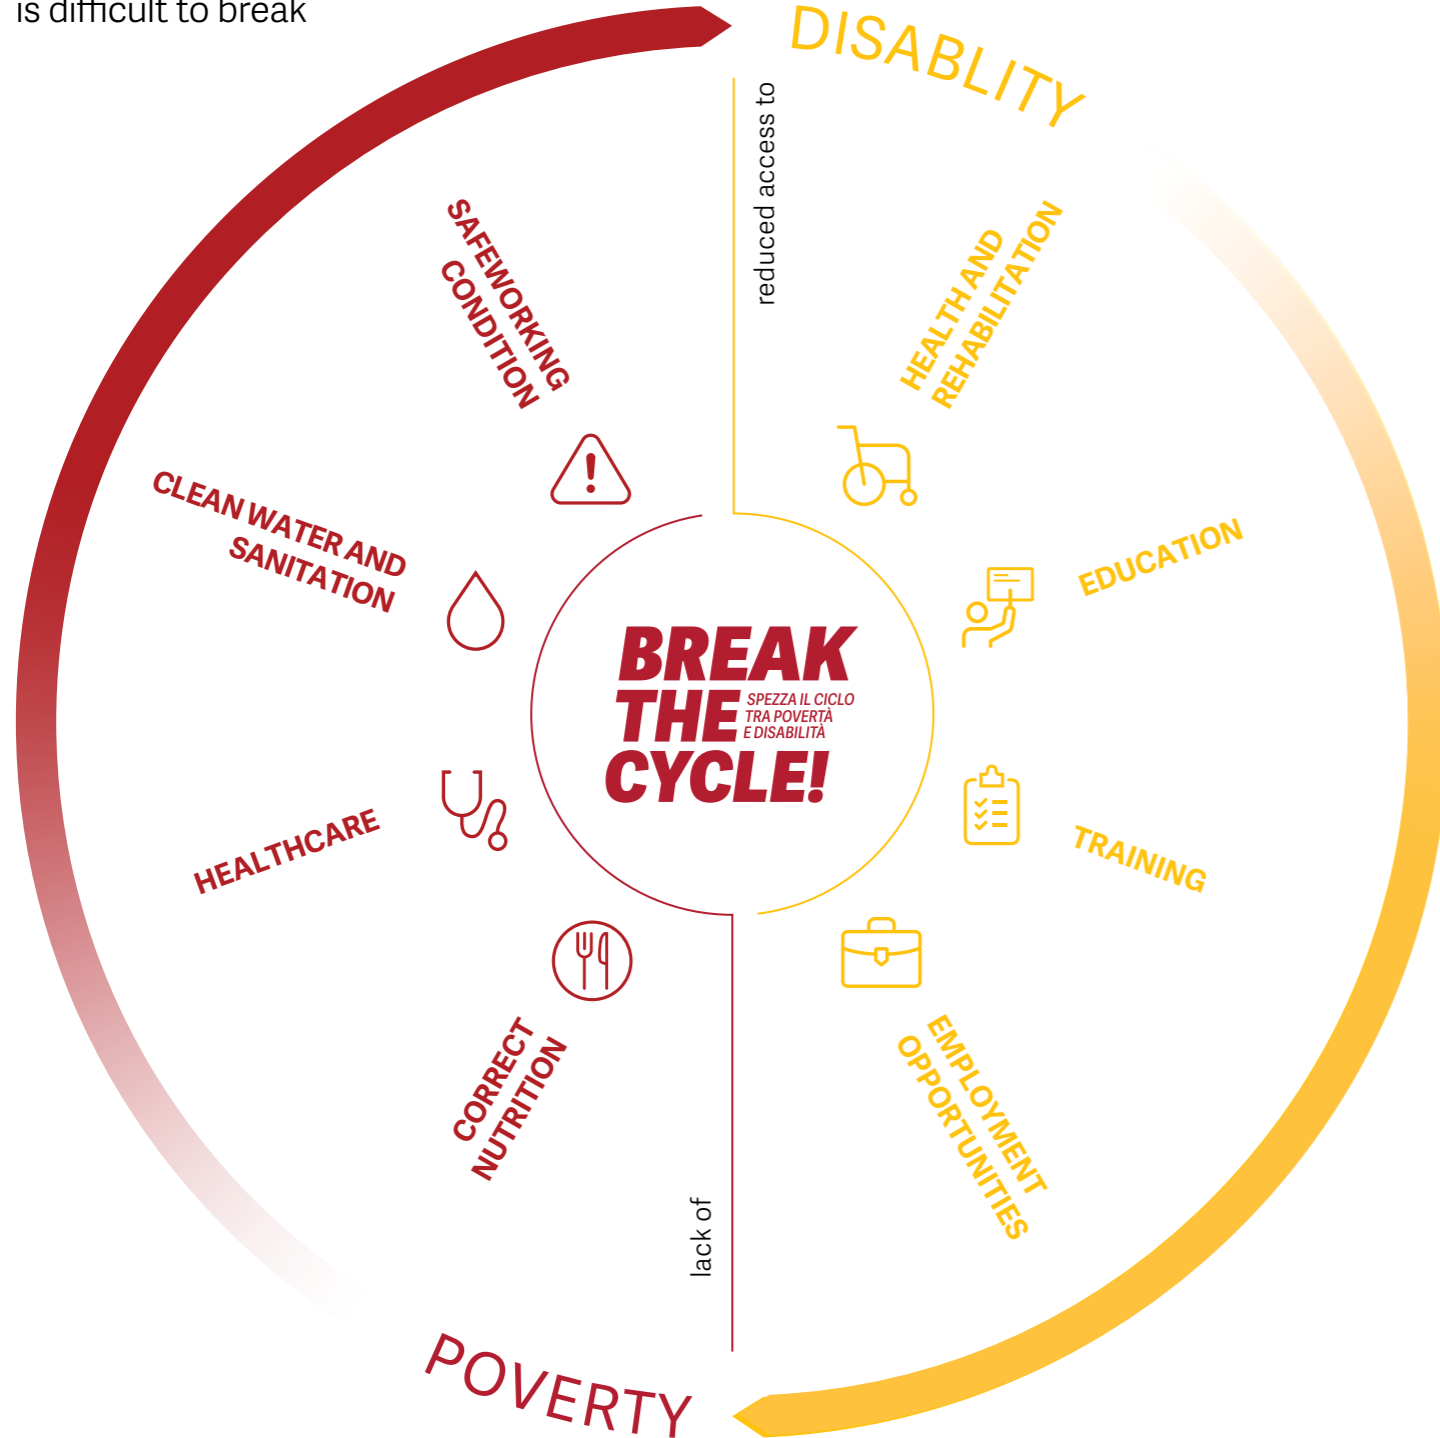 is difficult to break
DISABLITY
reduced access to
HEALTH AND
REHABILITATION
EDUCATION
TRAINING
EMPLOYMENT
OPPORTUNITIES
POVERTY
lack of
CORRECT
NUTRITION
HEALTHCARE
CLEAN WATER AND
SANITATION
SAFEWORKING
CONDITION
BREAK
THE
CYCLE!
SPEZZA IL CICLO
TRA POVERTÀ
E DISABILITÀ